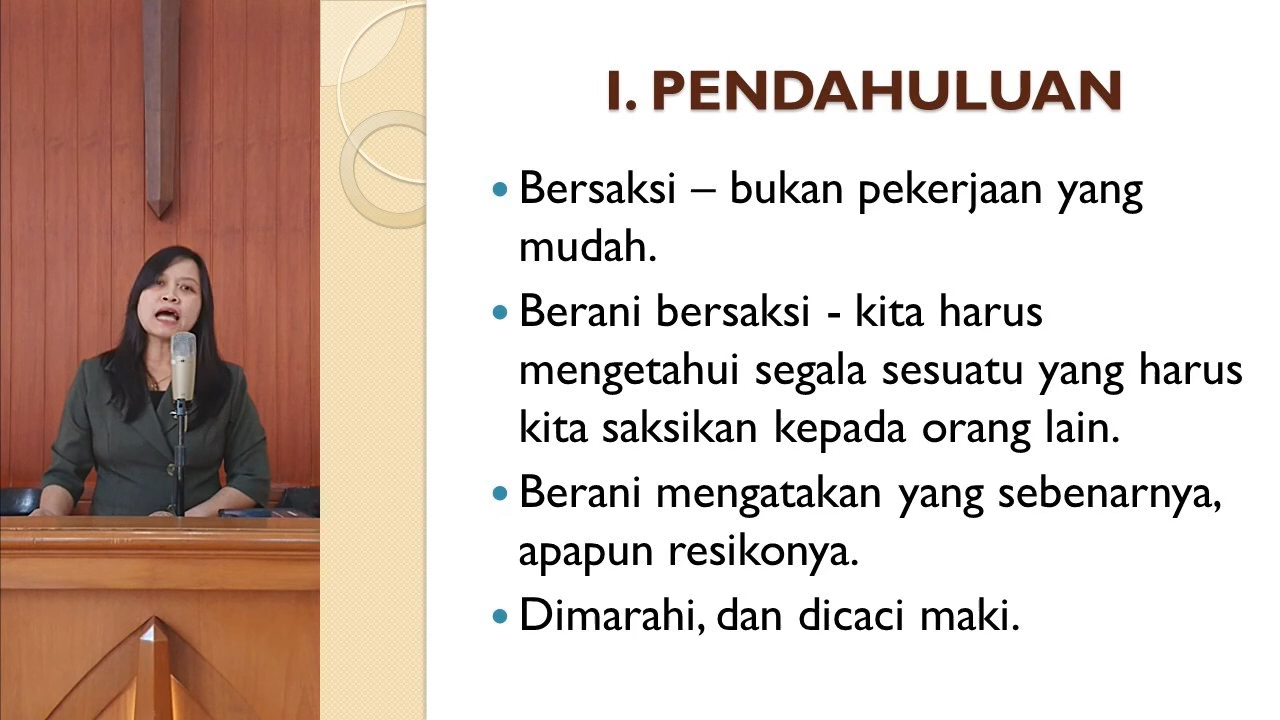 I. PENDAHULUAN
• Bersaksi – bukan pekerjaan yang
mudah.
• Berani bersaksi - kita harus
mengetahui segala sesuatu yang harus
kita saksikan kepada orang lain.
• Berani mengatakan yang sebenarnya,
apapun resikonya.
• Dimarahi, dan dicaci maki.